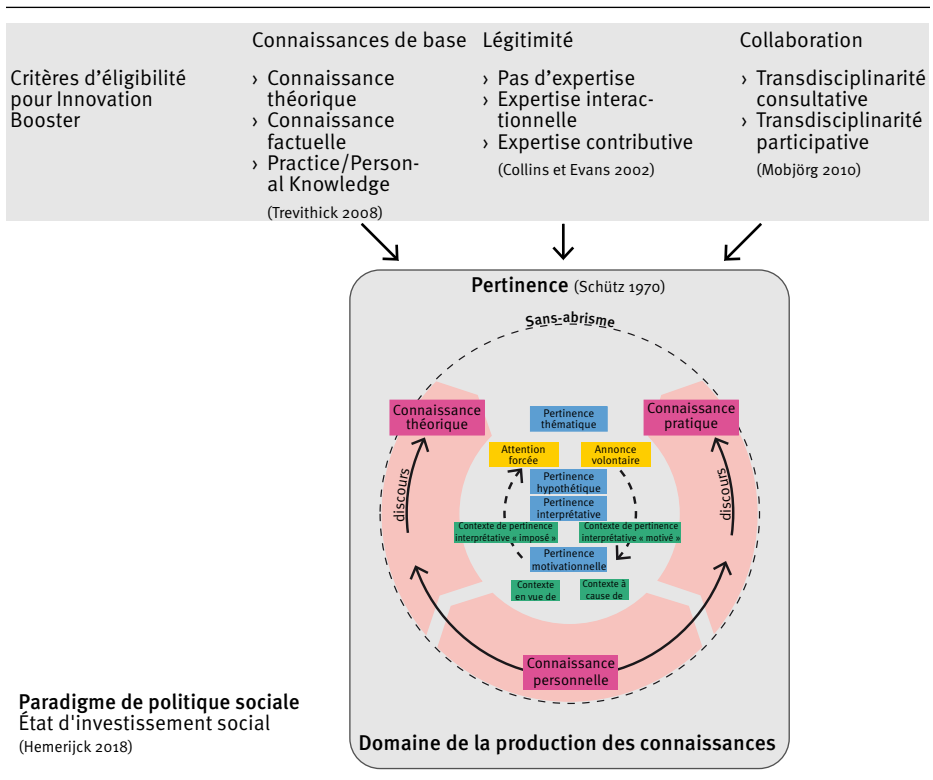 Critères d’éligibilité
pour Innovation
Booster
Connaissances de base
› Connaissance
théorique
› Connaissance
factuelle
› Practice/Person-
al Knowledge
(Trevithick 2008)
Légitimité
› Pas d’expertise
› Expertise interac-
tionnelle
› Expertise contributive
(Collins et Evans 2002)
Collaboration
› Transdisciplinarité
consultative
› Transdisciplinarité
participative
(Mobjörg 2010)
Pertinence (Schütz 1970)
Sans-abrisme
Connaissance
théorique
Pertinence
thématique
Connaissance
pratique
Attention
forcée
Annonce
volontaire
Pertinence
hypothétique
Pertinence
interprétative
discours
discours
Contexte de pertinence
interprétative « imposé »
Contexte de pertinence
interprétative « motivé »
Pertinence
motivationnelle
Contexte
en vue de
Contexte à
cause de
Connaissance
personnelle
Domaine de la production des connaissances
Paradigme de politique sociale
État d'investissement social
(Hemerijck 2018)